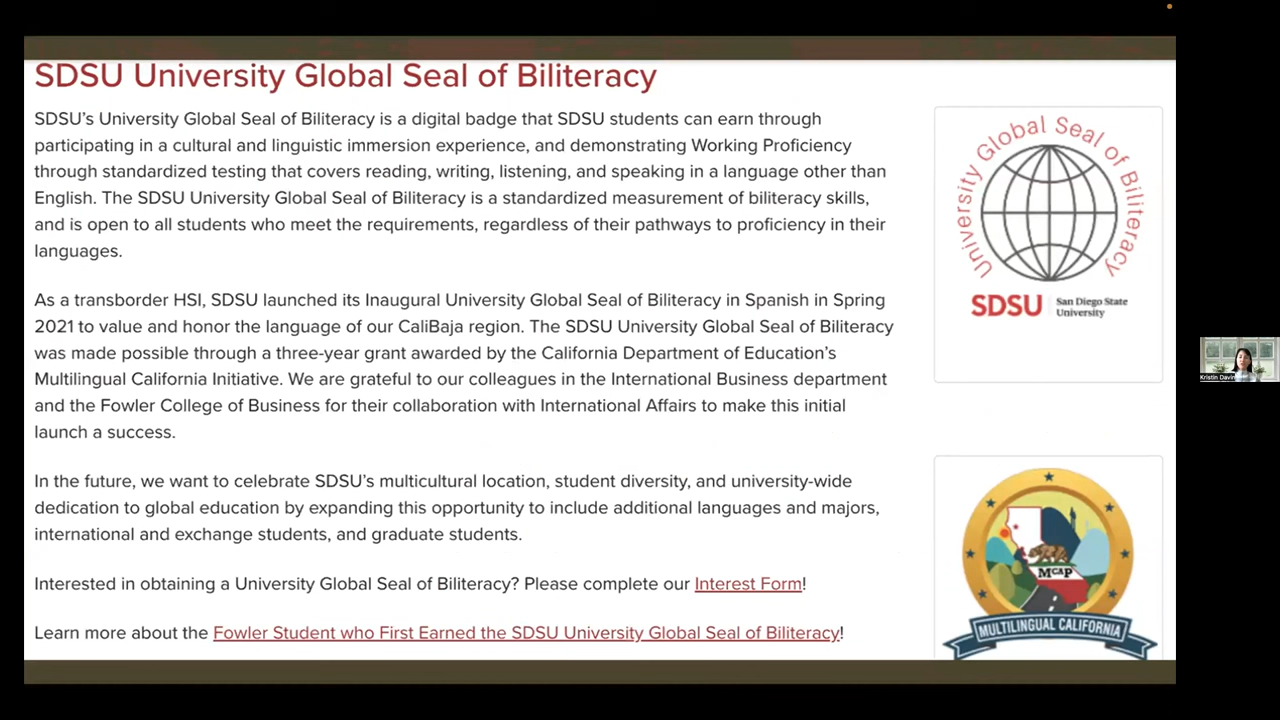 SDSU University Global Seal of Biliteracy
SDSU's University Global Seal of Biliteracy is a digital badge that SDSU students can earn through
participating in a cultural and linguistic immersion experience, and demonstrating Working Proficiency
through standardized testing that covers reading, writing, listening, and speaking in a language other than
English. The SDSU University Global Seal of Biliteracy is a standardized measurement of biliteracy skills,
and is open to all students who meet the requirements, regardless of their pathways to proficiency in their
languages.
As a transborder HSI, SDSU launched its Inaugural University Global Seal of Biliteracy in Spanish in Spring
2021 to value and honor the language of our CaliBaja region. The SDSU University Global Seal of Biliteracy
was made possible through a three-year grant awarded by the California Department of Education's
Multilingual California Initiative. We are grateful to our colleagues in the International Business department
and the Fowler College of Business for their collaboration with International Affairs to make this initial
launch a success.
In the future, we want to celebrate SDSU's multicultural location, student diversity, and university-wide
dedication to global education by expanding this opportunity to include additional languages and majors,
international and exchange students, and graduate students.
Interested in obtaining a University Global Seal of Biliteracy? Please complete our Interest Form!
Learn more about the Fowler Student who First Earned the SDSU University Global Seal of Biliteracy!
University Global Seal of Biliteracy
SDSU
San Diego State
University
MCAP
MULTILINGUAL CALIFORNIA
Kristin